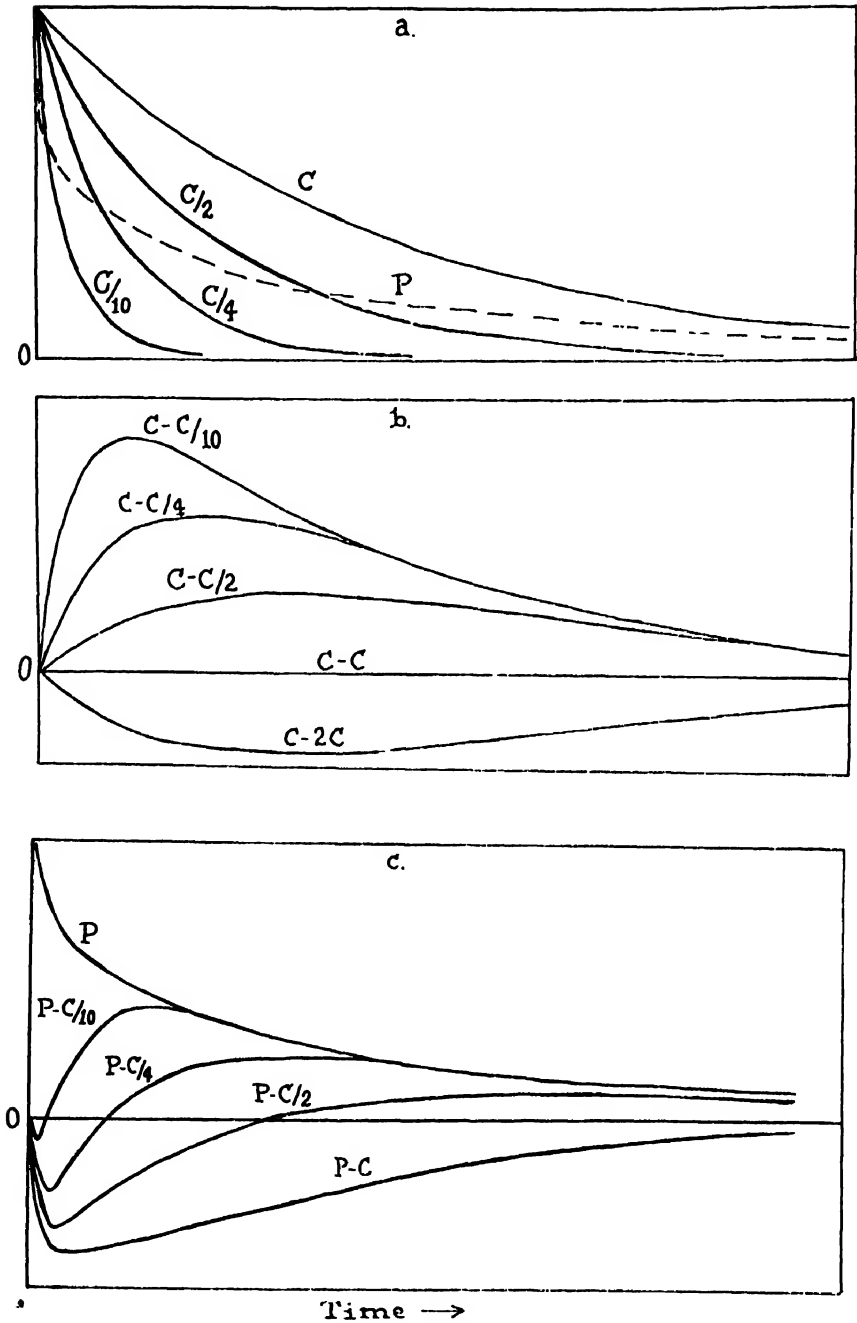 a.
C
C/2
P
C/10
C/4
0
b.
C-C/10
C-C/4
C-C/2
C-C
0
C-2C
c.
P
P-C/10
P-C/4
P-C/2
0
P-C
Time →